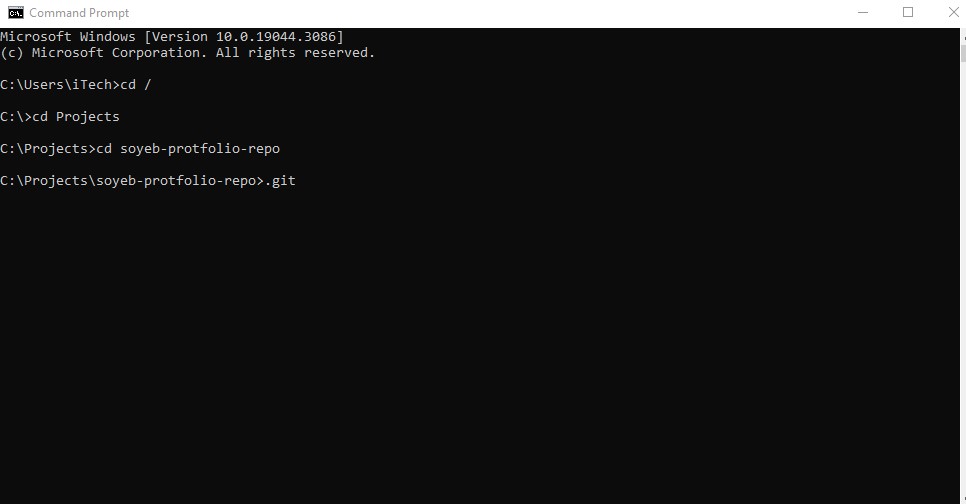 Command Prompt
Microsoft Windows [Version 10.0.19044.3086]
(c) Microsoft Corporation. All rights reserved.
C:\Users\iTech>cd /
C:\>cd Projects
C:\Projects>cd soyeb-protfolio-repo
C:\Projects\soyeb-protfolio-repo>.git